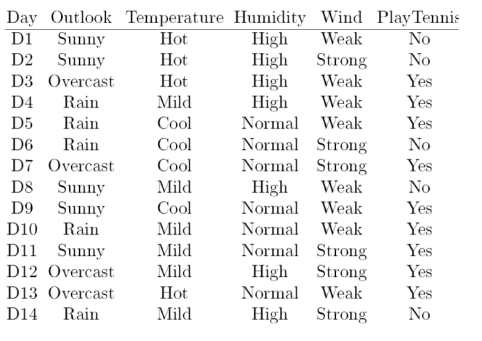 Day Outlook Temperature Humidity Wind PlayTennis
D1 Sunny Hot High Weak No
D2 Sunny Hot High Strong No
D3 Overcast Hot High Weak Yes
D4 Rain Mild High Weak Yes
D5 Rain Cool Normal Weak Yes
D6 Rain Cool Normal Strong No
D7 Overcast Cool Normal Strong Yes
D8 Sunny Mild High Weak No
D9 Sunny Cool Normal Weak Yes
D10 Rain Mild Normal Weak Yes
D11 Sunny Mild Normal Strong Yes
D12 Overcast Mild High Strong Yes
D13 Overcast Hot Normal Weak Yes
D14 Rain Mild High Strong No